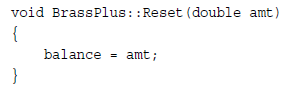 void BrassPlus::Reset(double amt)
{
    balance = amt;
}